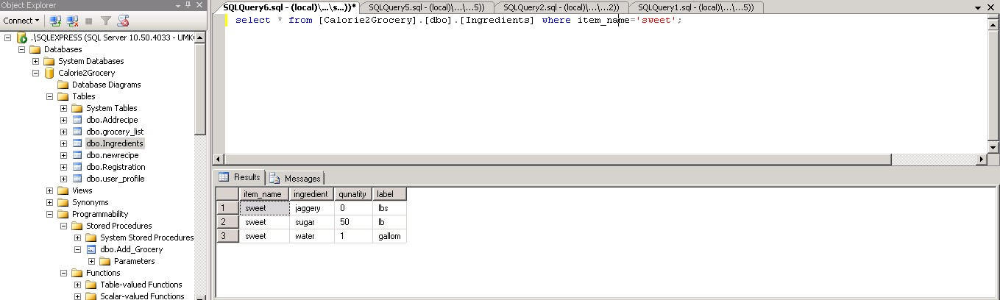 Object Explorer
Connect
.\SQLEXPRESS (SQL Server 10.50.4033 - UMK
Databases
System Databases
Calorie2Grocery
Database Diagrams
Tables
System Tables
dbo.Addrecipe
dbo.grocery_list
dbo.Ingredients
dbo.newrecipe
dbo.Registration
dbo.user_profile
Views
Synonyms
Programmability
Stored Procedures
System Stored Procedures
dbo.Add_Grocery
Parameters
Functions
Table-valued Functions
Scalar-valued Functions
SQLQuery6.sql - (local)\...\s...))* SQLQuery5.sql - (local)\...\...5)) SQLQuery2.sql - (local)\...\...2)) SQLQuery1.sql - (local)\...\...5))
select * from [Calorie2Grocery].[dbo].[Ingredients] where item_name='sweet';
Results Messages
item_name ingredient qunatity label
1 sweet jaggery 0 lbs
2 sweet sugar 50 lb
3 sweet water 1 gallom